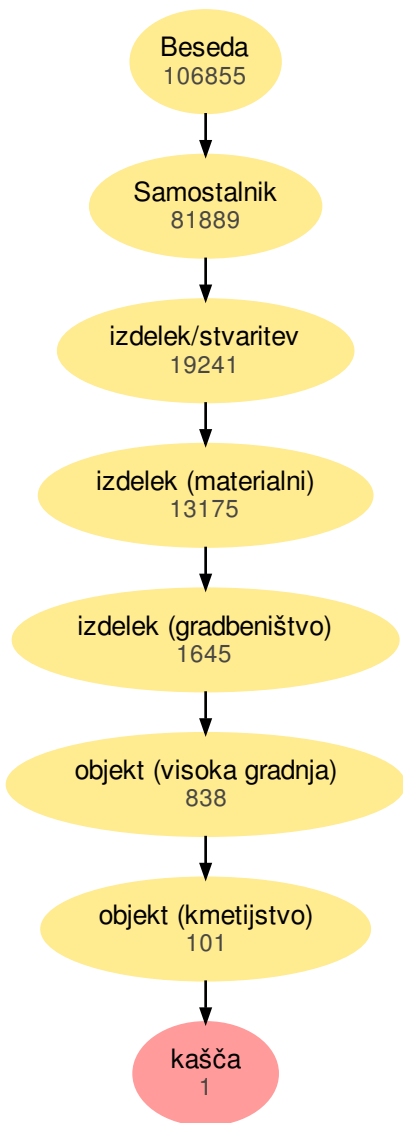 Beseda
106855
Samostalnik
81889
izdelek/stvaritev
19241
izdelek (materialni)
13175
izdelek (gradbeništvo)
1645
objekt (visoka gradnja)
838
objekt (kmetijstvo)
101
kašča
1